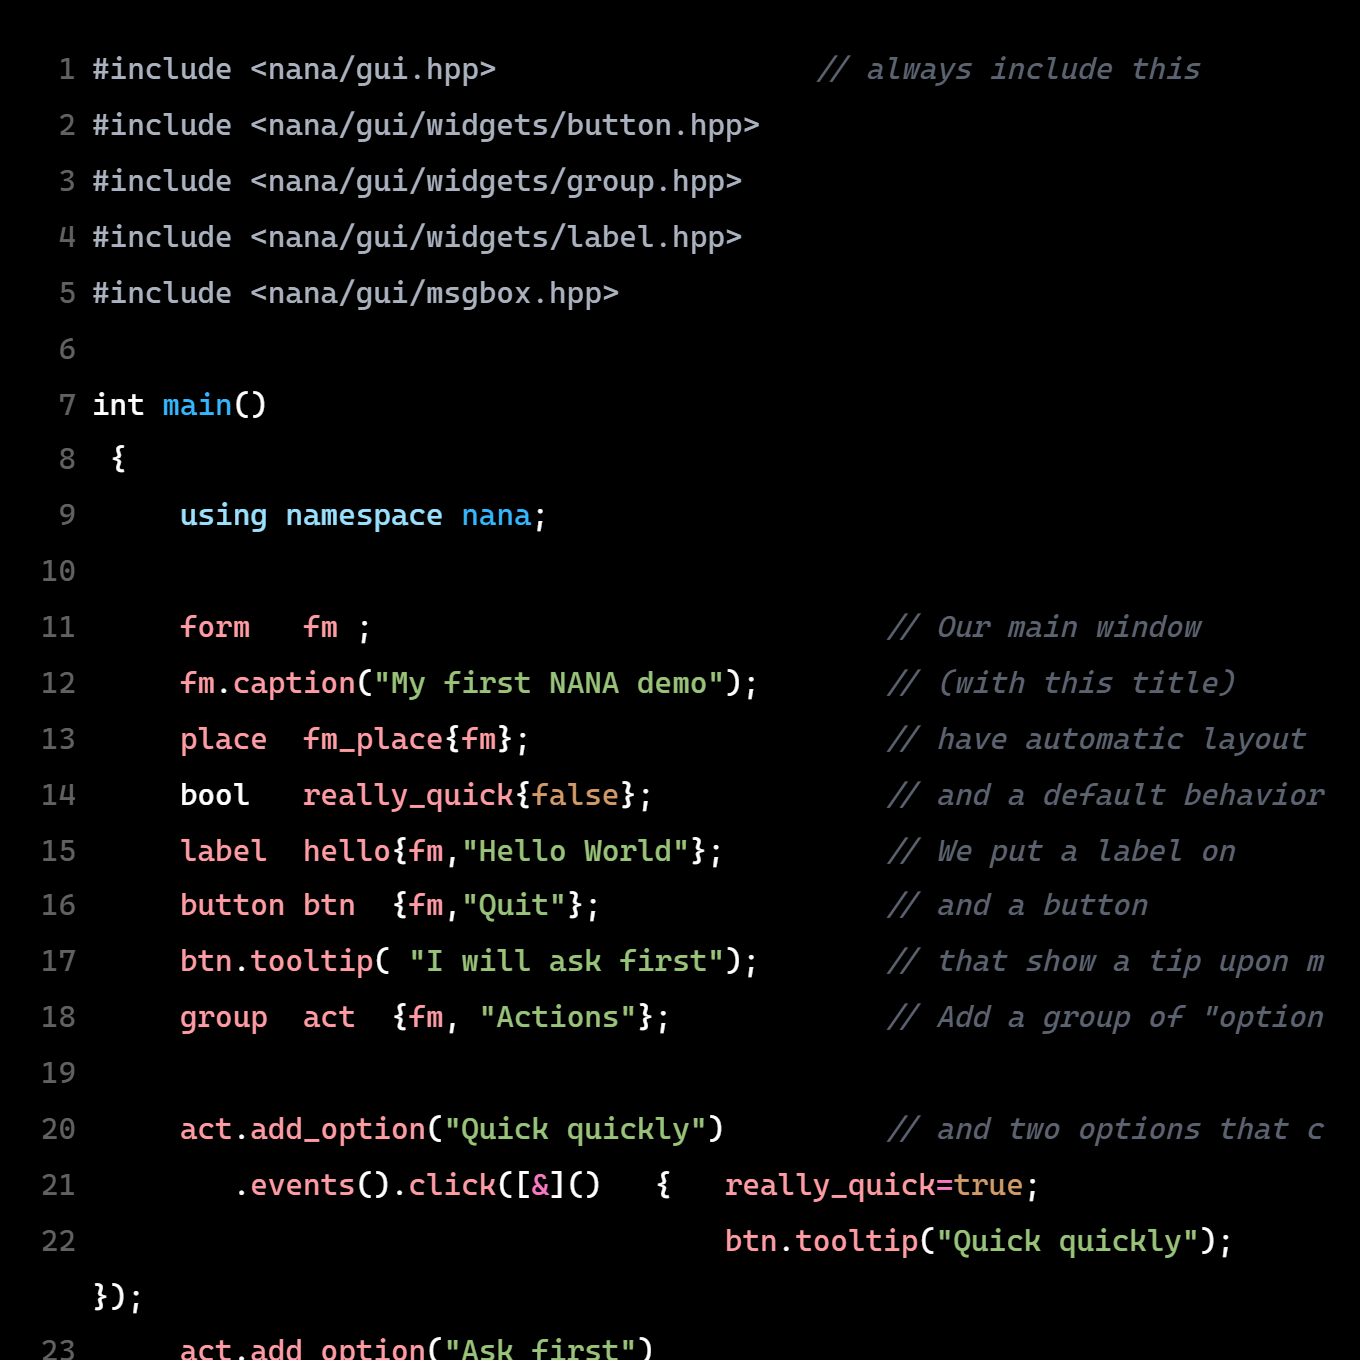 1 #include <nana/gui.hpp>                  // always include this
2 #include <nana/gui/widgets/button.hpp>
3 #include <nana/gui/widgets/group.hpp>
4 #include <nana/gui/widgets/label.hpp>
5 #include <nana/gui/msgbox.hpp>
6
7 int main()
8  {
9      using namespace nana;
10
11      form   fm ;                             // Our main window
12      fm.caption("My first NANA demo");       // (with this title)
13      place  fm_place{fm};                    // have automatic layout
14      bool   really_quick{false};             // and a default behavior
15      label  hello{fm,"Hello World"};         // We put a label on
16      button btn  {fm,"Quit"};                // and a button
17      btn.tooltip( "I will ask first");       // that show a tip upon m
18      group  act  {fm, "Actions"};            // Add a group of "option
19
20      act.add_option("Quick quickly")         // and two options that c
21         .events().click([&]()   {   really_quick=true;
22                                     btn.tooltip("Quick quickly");
});
23      act.add_option("Ask first")